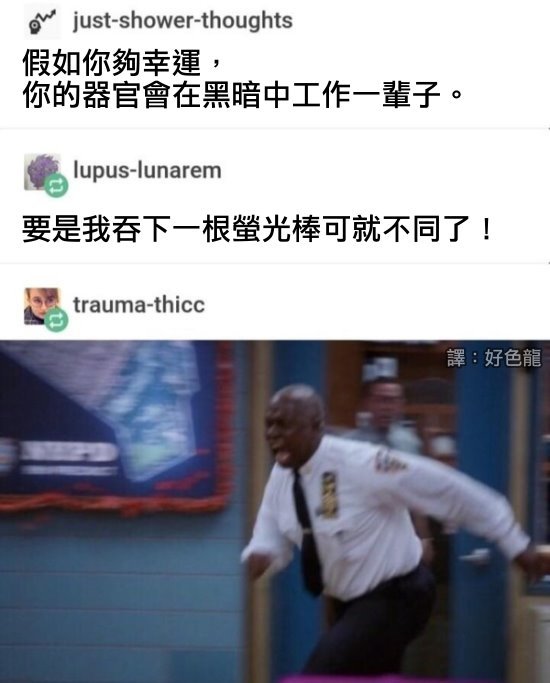 just-shower-thoughts
假如你夠幸運，
你的器官會在黑暗中工作一輩子。
lupus-lunarem
要是我吞下一根螢光棒可就不同了！
trauma-thicc
譯：好色龍